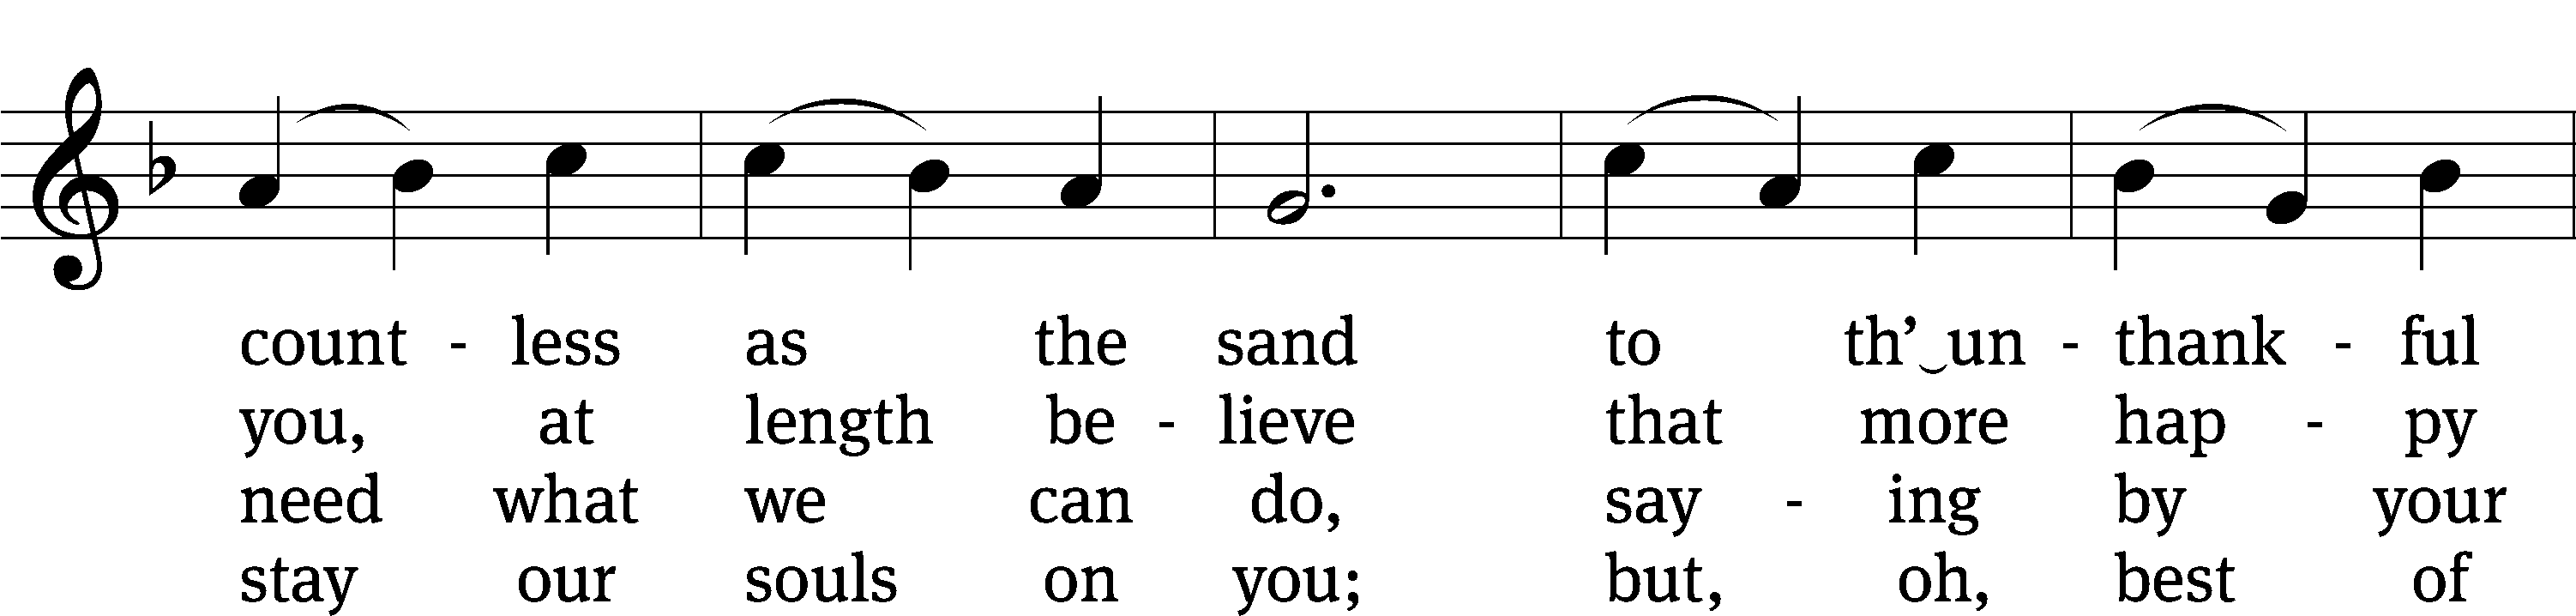 count - less as the sand to th’‿un - thank - ful
you, at length be - lieve that more hap - py
need what we can do, say - ing by your
stay our souls on you; but, oh, best of